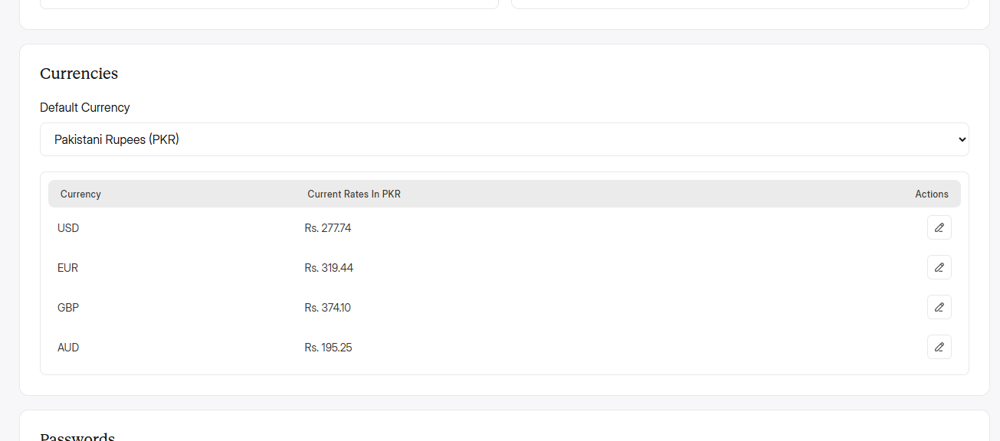 Currencies
Default Currency
Pakistani Rupees (PKR)
Currency Current Rates In PKR Actions
USD Rs. 277.74
EUR Rs. 319.44
GBP Rs. 374.10
AUD Rs. 195.25
Passwords